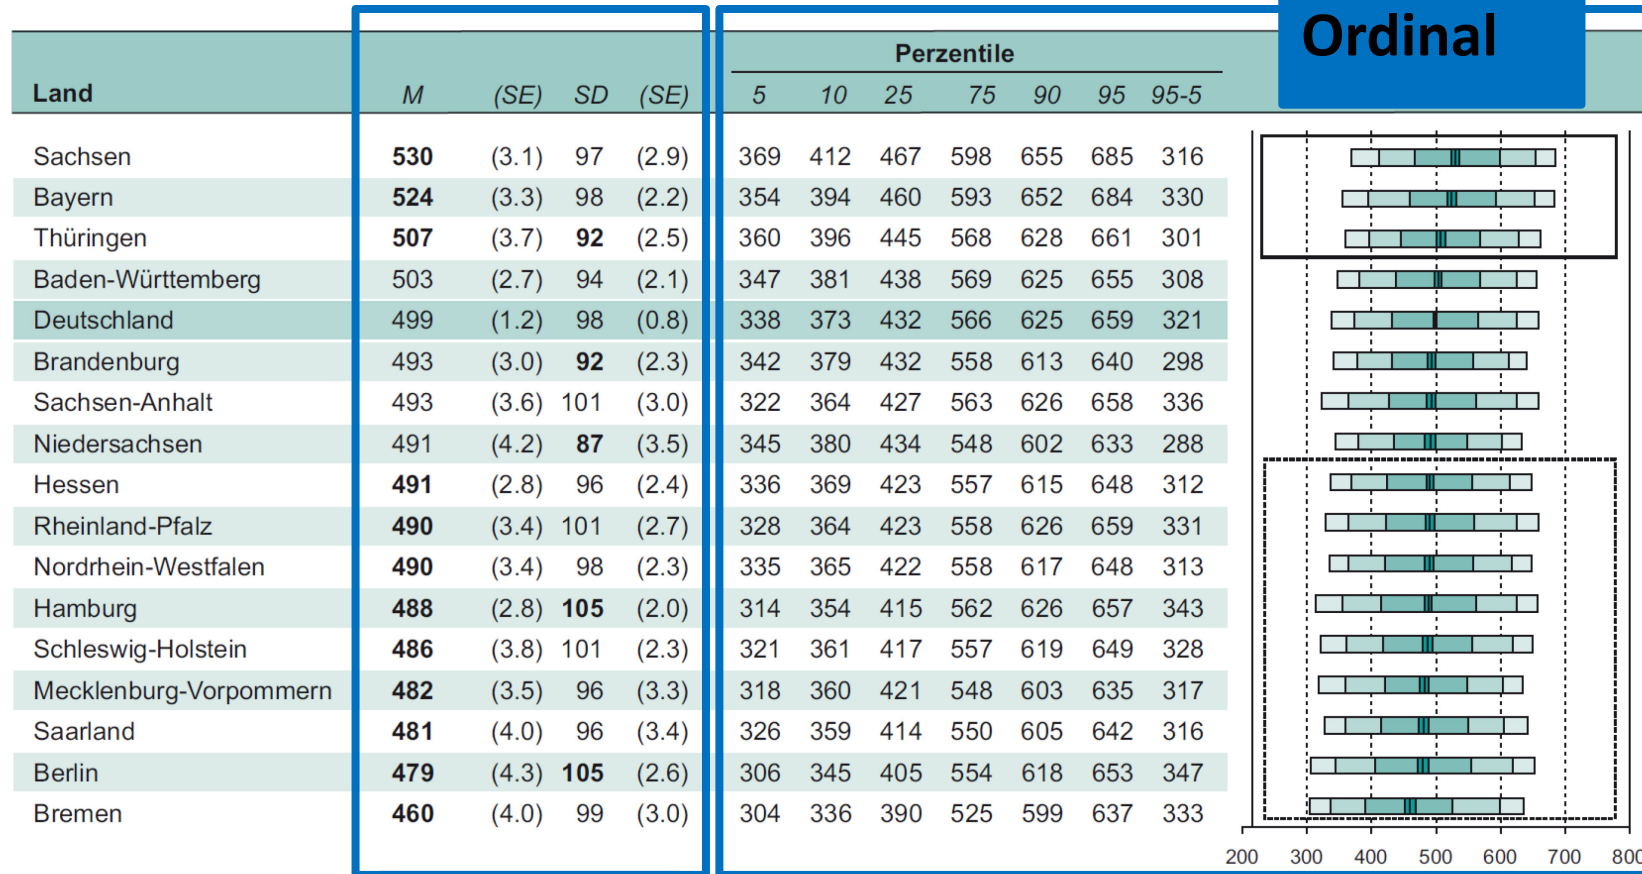 Ordinal
Perzentile
Land M (SE) SD (SE) 5 10 25 75 90 95 95-5
Sachsen 530 (3.1) 97 (2.9) 369 412 467 598 655 685 316
Bayern 524 (3.3) 98 (2.2) 354 394 460 593 652 684 330
Thüringen 507 (3.7) 92 (2.5) 360 396 445 568 628 661 301
Baden-Württemberg 503 (2.7) 94 (2.1) 347 381 438 569 625 655 308
Deutschland 499 (1.2) 98 (0.8) 338 373 432 566 625 659 321
Brandenburg 493 (3.0) 92 (2.3) 342 379 432 558 613 640 298
Sachsen-Anhalt 493 (3.6) 101 (3.0) 322 364 427 563 626 658 336
Niedersachsen 491 (4.2) 87 (3.5) 345 380 434 548 602 633 288
Hessen 491 (2.8) 96 (2.4) 336 369 423 557 615 648 312
Rheinland-Pfalz 490 (3.4) 101 (2.7) 328 364 423 558 626 659 331
Nordrhein-Westfalen 490 (3.4) 98 (2.3) 335 365 422 558 617 648 313
Hamburg 488 (2.8) 105 (2.0) 314 354 415 562 626 657 343
Schleswig-Holstein 486 (3.8) 101 (2.3) 321 361 417 557 619 649 328
Mecklenburg-Vorpommern 482 (3.5) 96 (3.3) 318 360 421 548 603 635 317
Saarland 481 (4.0) 96 (3.4) 326 359 414 550 605 642 316
Berlin 479 (4.3) 105 (2.6) 306 345 405 554 618 653 347
Bremen 460 (4.0) 99 (3.0) 304 336 390 525 599 637 333
200 300 400 500 600 700 800